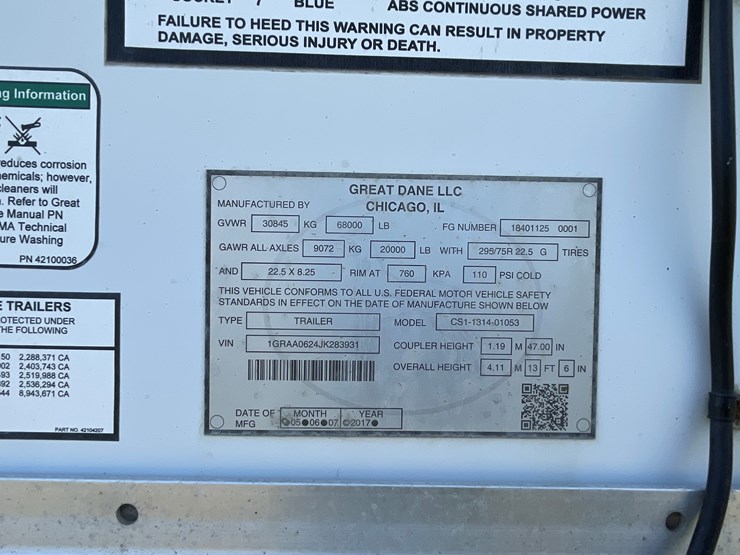 BLUE ABS CONTINUOUS SHARED POWER
FAILURE TO HEED THIS WARNING CAN RESULT IN PROPERTY
DAMAGE, SERIOUS INJURY OR DEATH.
Information
educes corrosion
emicals; however,
cleaners will
. Refer to Great
Manual PN
MA Technical
ure Washing
PN 42100036
TRAILERS
OTECTED UNDER
THE FOLLOWING
50 2,288,371 CA
02 2,403,743 CA
93 2,519,988 CA
92 2,536,294 CA
44 8,943,671 CA
PART NO. 42104207
GREAT DANE LLC
MANUFACTURED BY CHICAGO, IL
GVWR 30845 KG 68000 LB FG NUMBER 18401125 0001
GAWR ALL AXLES 9072 KG 20000 LB WITH 295/75R 22.5 G TIRES
AND 22.5 X 8.25 RIM AT 760 KPA 110 PSI COLD
THIS VEHICLE CONFORMS TO ALL U.S. FEDERAL MOTOR VEHICLE SAFETY
STANDARDS IN EFFECT ON THE DATE OF MANUFACTURE SHOWN BELOW
TYPE TRAILER MODEL CS1-1314-01053
VIN 1GRAA0624JK283931 COUPLER HEIGHT 1.19 M 47.00 IN
OVERALL HEIGHT 4.11 M 13 FT 6 IN
DATE OF MONTH YEAR
MFG 05 06 07 2017